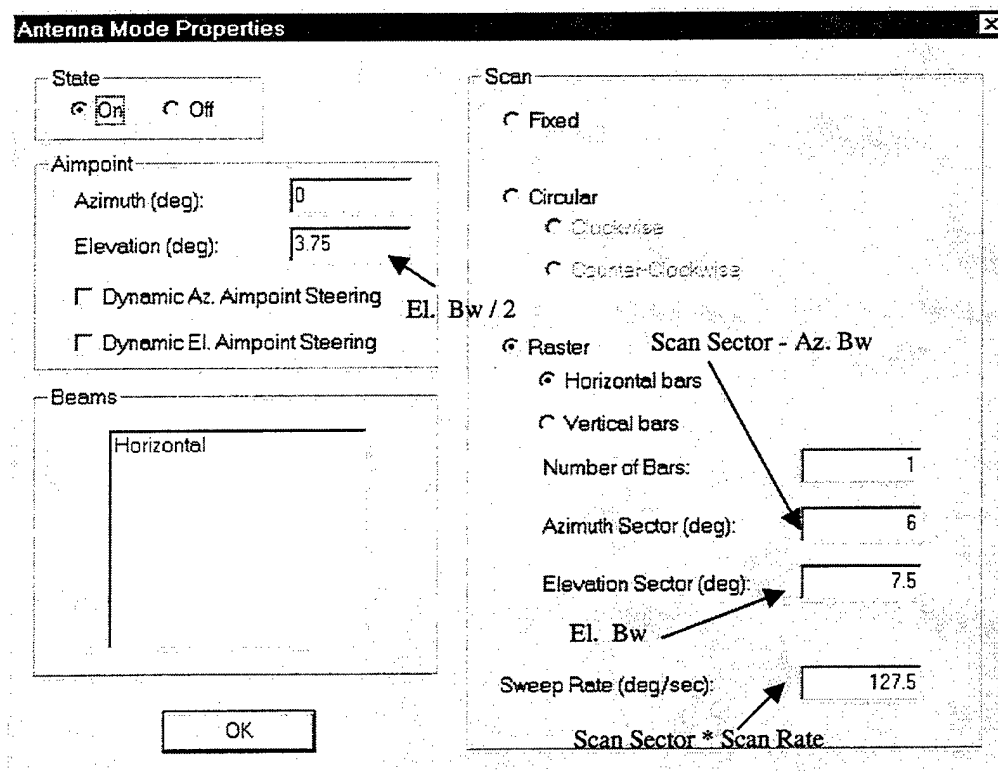 Antenna Mode Properties
State
On Off
Aimpoint
Azimuth (deg): 0
Elevation (deg): 3.75
El. Bw / 2
Dynamic Az. Aimpoint Steering
Dynamic El. Aimpoint Steering
Beams
Horizontal
OK
Scan
Fixed
Circular
Clockwise
Counter-Clockwise
Raster
Scan Sector - Az. Bw
Horizontal bars
Vertical bars
Number of Bars: 1
Azimuth Sector (deg): 6
Elevation Sector (deg): 7.5
El. Bw
Sweep Rate (deg/sec): 127.5
Scan Sector * Scan Rate